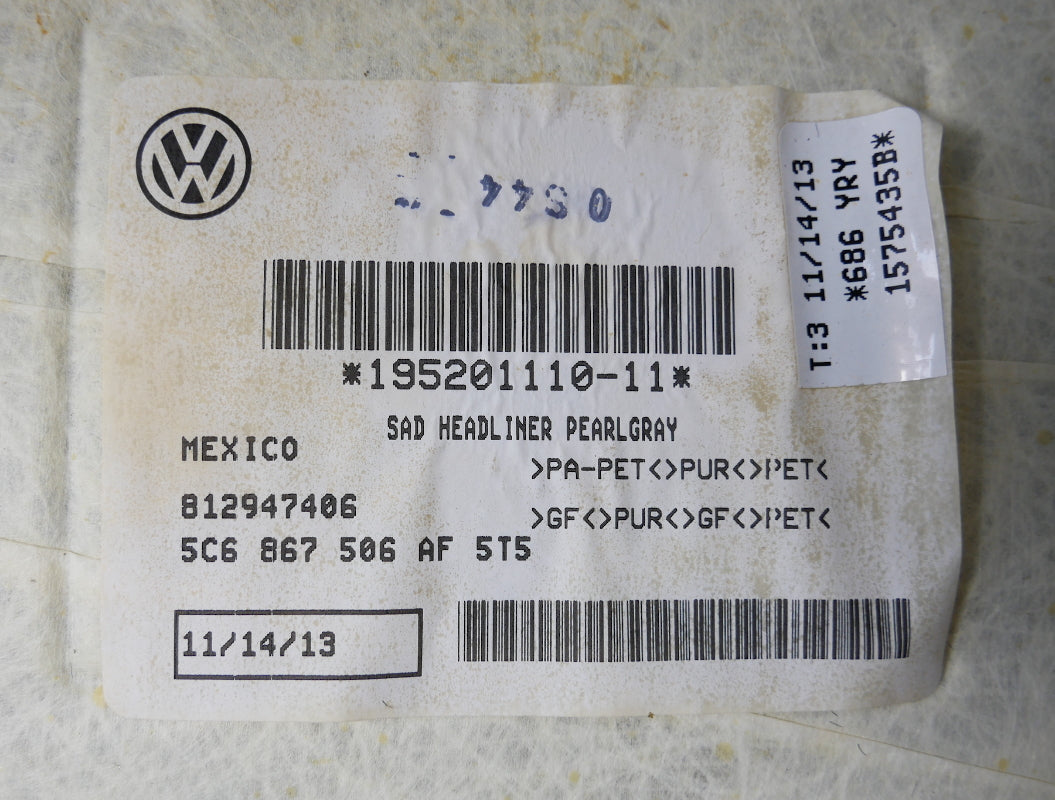 0544
*195201110-11*
SAD HEADLINER PEARLGRAY
MEXICO
>PA-PET<>PUR<>PET<
812947406
>GF<>PUR<>GF<>PET<
5C6 867 506 AF 5T5
11/14/13
T:3 11/14/13
*686 YRY
1575435B*